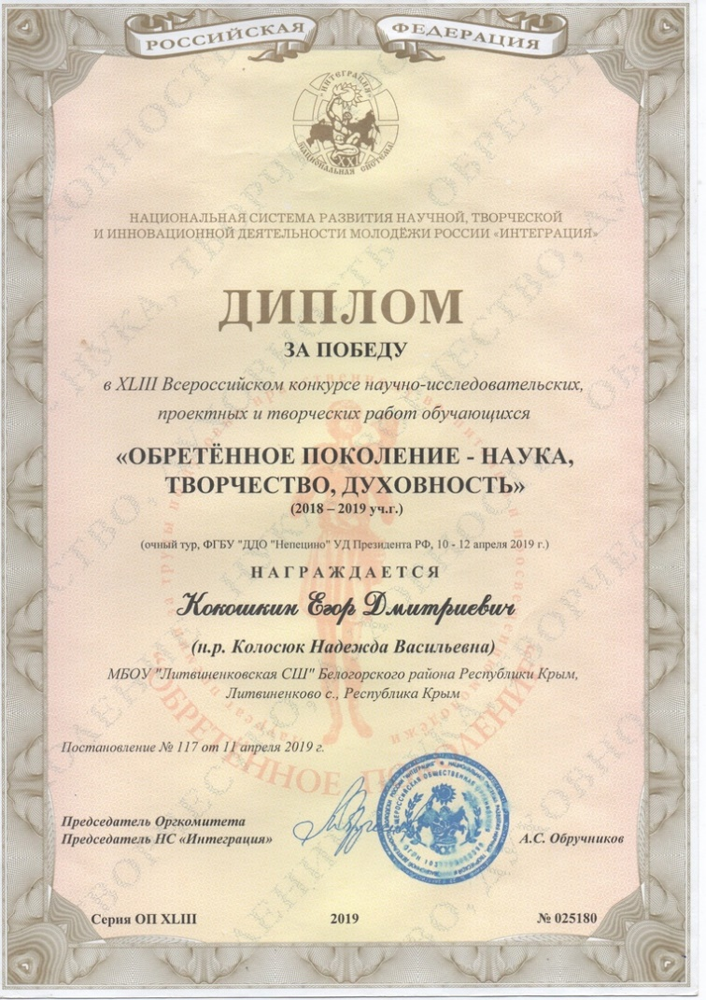 РОССИЙСКАЯ ФЕДЕРАЦИЯ
"ИНТЕГРАЦИЯ"
НАЦИОНАЛЬНАЯ СИСТЕМА
XXI
НАЦИОНАЛЬНАЯ СИСТЕМА РАЗВИТИЯ НАУЧНОЙ, ТВОРЧЕСКОЙ
И ИННОВАЦИОННОЙ ДЕЯТЕЛЬНОСТИ МОЛОДЁЖИ РОССИИ «ИНТЕГРАЦИЯ»
ДИПЛОМ
ЗА ПОБЕДУ
в XLIII Всероссийском конкурсе научно-исследовательских,
проектных и творческих работ обучающихся
«ОБРЕТЁННОЕ ПОКОЛЕНИЕ - НАУКА,
ТВОРЧЕСТВО, ДУХОВНОСТЬ»
(2018 – 2019 уч.г.)
(очный тур, ФГБУ "ДДО "Непецино" УД Президента РФ, 10 - 12 апреля 2019 г.)
НАГРАЖДАЕТСЯ
Кокошкин Егор Дмитриевич
(н.р. Колосюк Надежда Васильевна)
МБОУ "Литвиненковская СШ" Белогорского района Республики Крым,
Литвиненково с., Республика Крым
"ОБРЕТЁННОЕ ПОКОЛЕНИЕ"
Постановление № 117 от 11 апреля 2019 г.
Председатель Оргкомитета
Председатель НС «Интеграция»
А.С. Обручников
Серия ОП XLIII 2019 № 025180